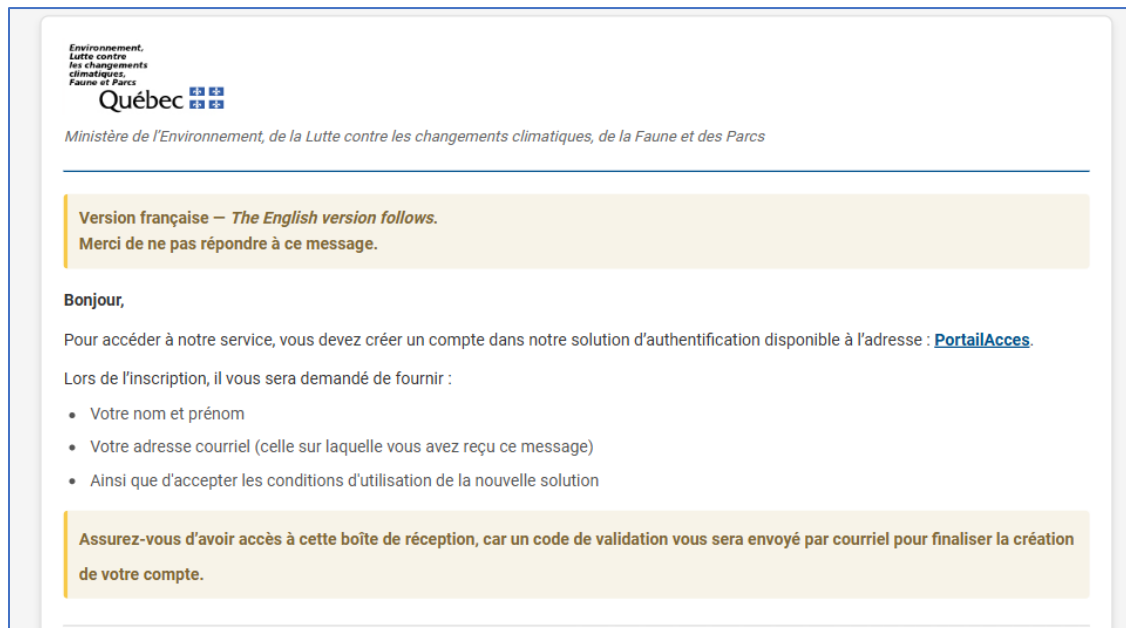 Environnement,
Lutte contre
les changements
climatiques,
Faune et Parcs
Québec
Ministère de l’Environnement, de la Lutte contre les changements climatiques, de la Faune et des Parcs
Version française — The English version follows.
Merci de ne pas répondre à ce message.
Bonjour,
Pour accéder à notre service, vous devez créer un compte dans notre solution d’authentification disponible à l’adresse : PortailAcces.
Lors de l’inscription, il vous sera demandé de fournir :
• Votre nom et prénom
• Votre adresse courriel (celle sur laquelle vous avez reçu ce message)
• Ainsi que d'accepter les conditions d'utilisation de la nouvelle solution
Assurez-vous d’avoir accès à cette boîte de réception, car un code de validation vous sera envoyé par courriel pour finaliser la création
de votre compte.